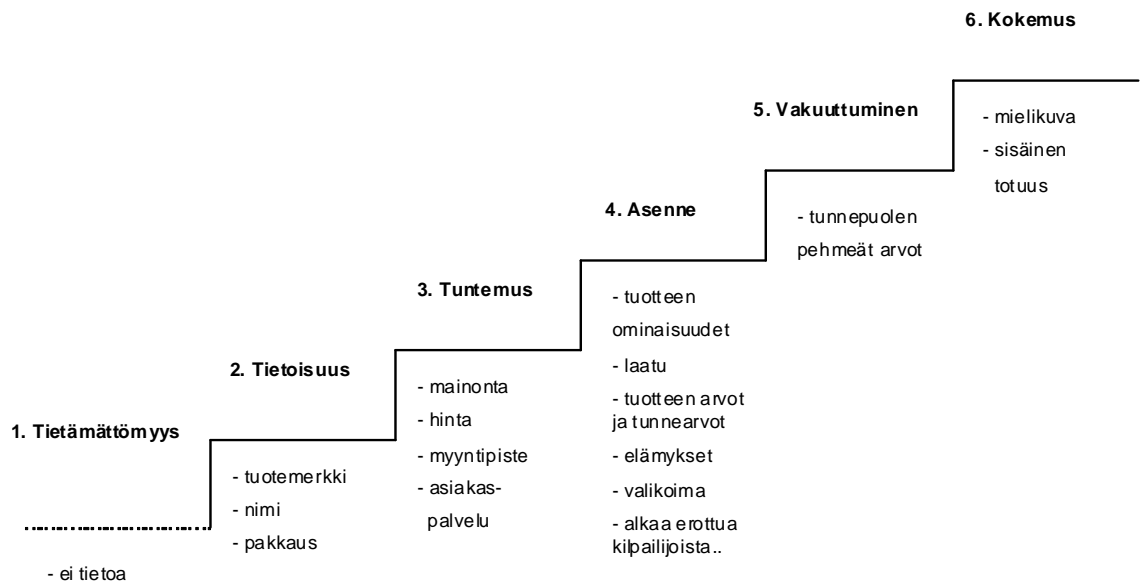 1. Tietämättömyys
- ei tietoa
2. Tietoisuus
- tuotemerkki
- nimi
- pakkaus
3. Tuntemus
- mainonta
- hinta
- myyntipiste
- asiakas-
palvelu
4. Asenne
- tuotteen
ominaisuudet
- laatu
- tuotteen arvot
ja tunnearvot
- elämykset
- valikoima
- alkaa erottua
kilpailijoista..
5. Vakuuttuminen
- tunnepuolen
pehmeät arvot
6. Kokemus
- mielikuva
- sisäinen
totuus